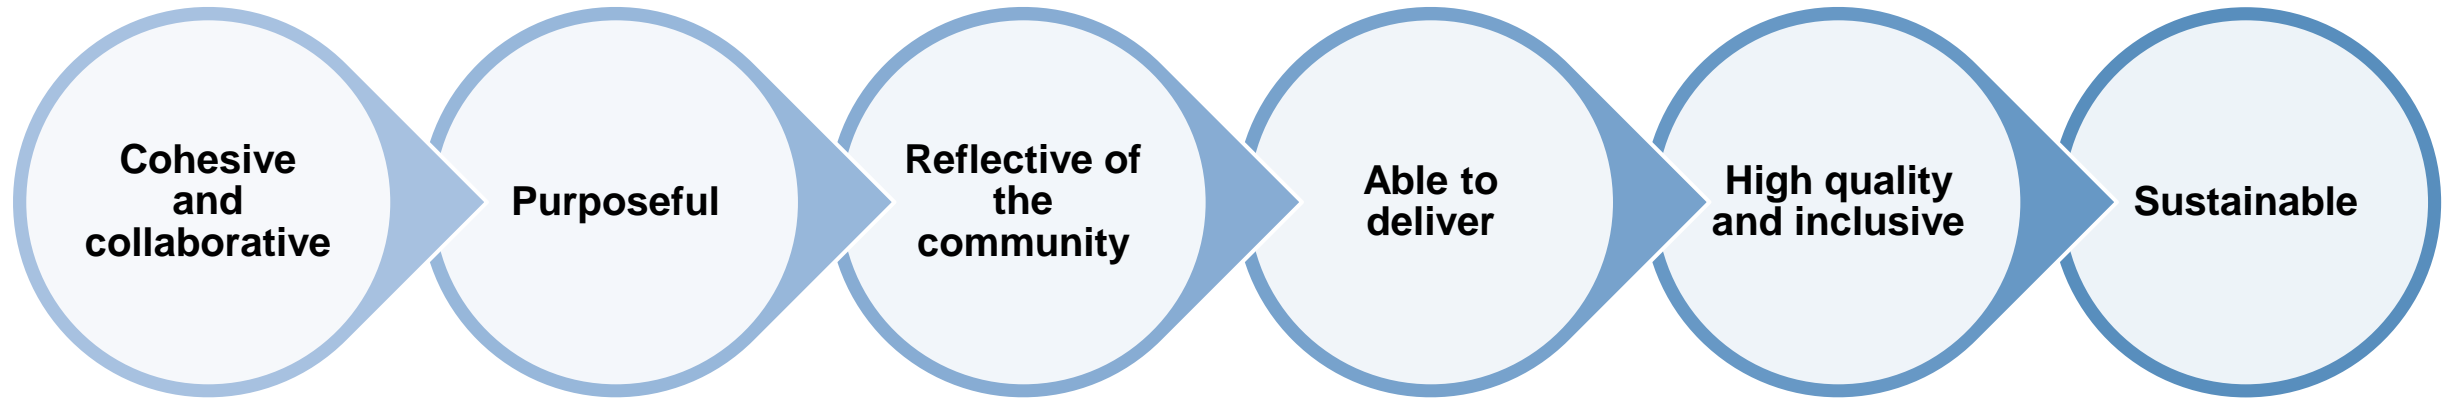 Cohesive
and
collaborative
Purposeful
Reflective of
the
community
Able to
deliver
High quality
and inclusive
Sustainable